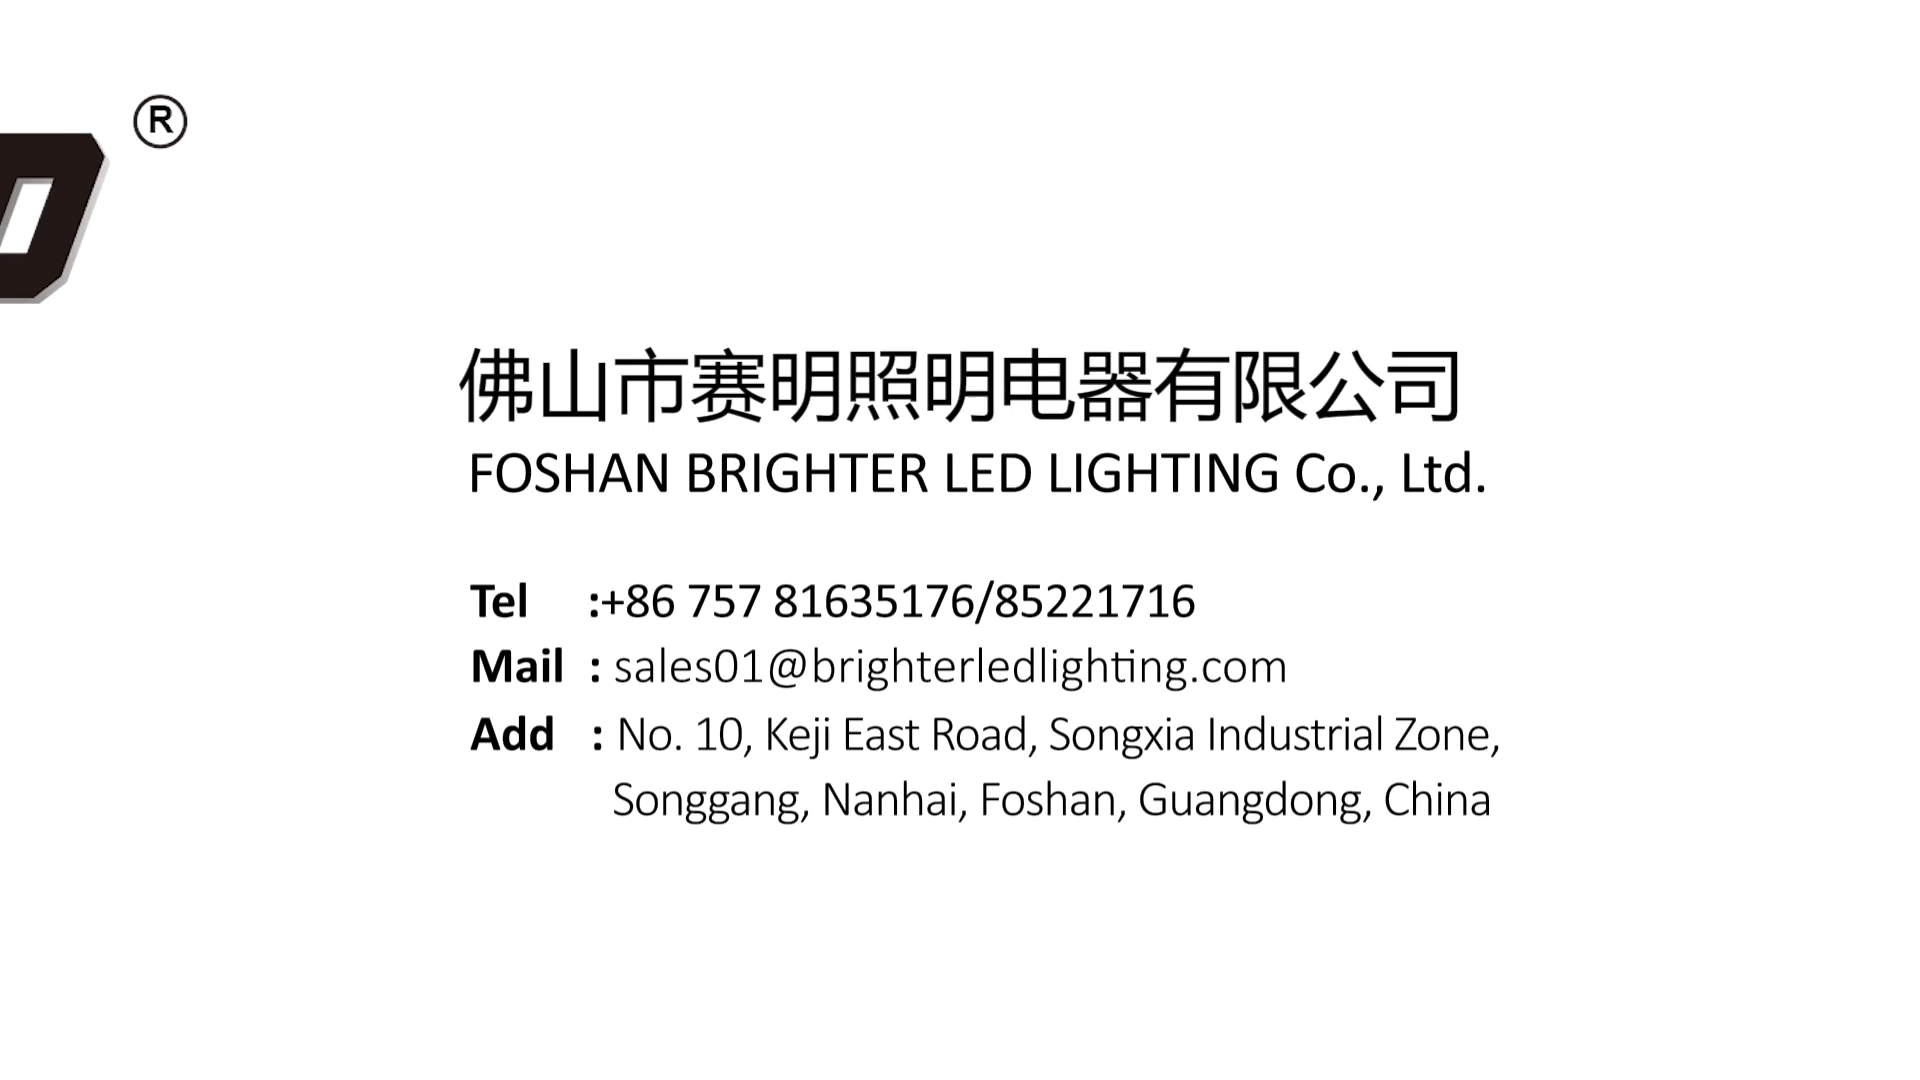 ®
佛山市赛明照明电器有限公司
FOSHAN BRIGHTER LED LIGHTING Co., Ltd.
Tel :+86 757 81635176/85221716
Mail : sales01@brighterledlighting.com
Add : No. 10, Keji East Road, Songxia Industrial Zone,
Songgang, Nanhai, Foshan, Guangdong, China